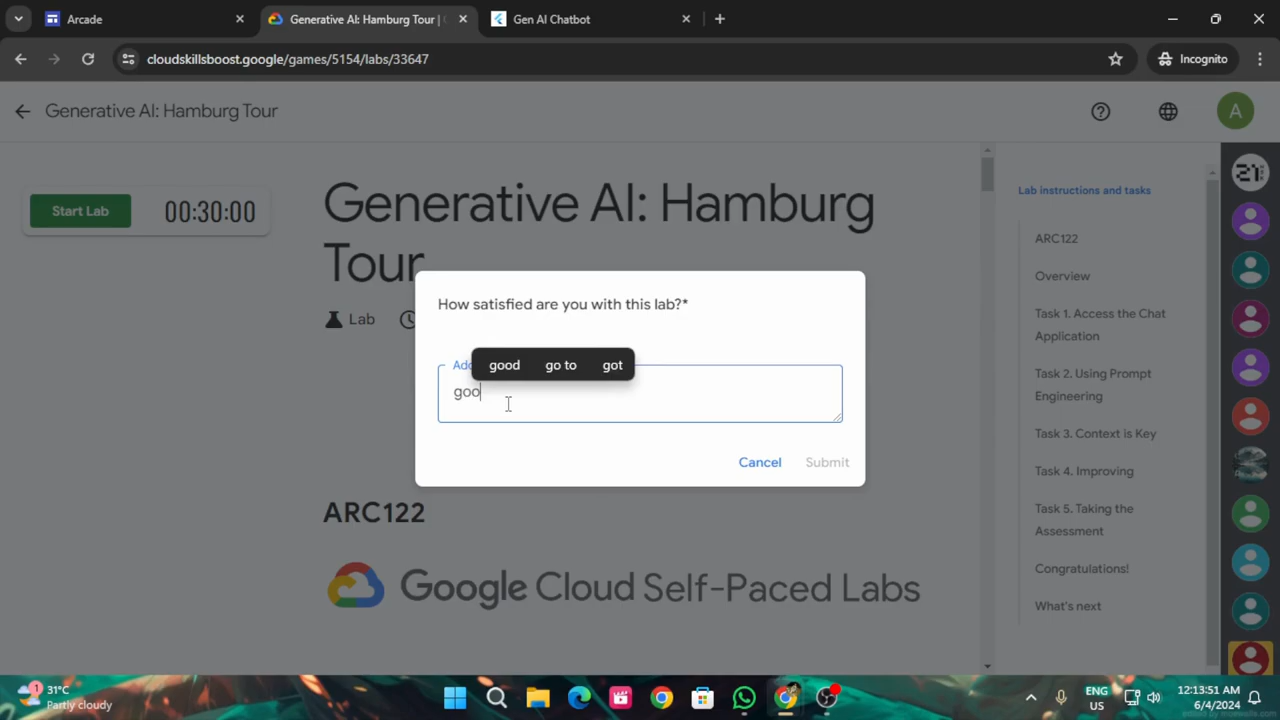 Arcade
Generative AI: Hamburg Tour |
Gen AI Chatbot
cloudskillsboost.google/games/5154/labs/33647
Incognito
Generative AI: Hamburg Tour
A
Start Lab
00:30:00
Generative AI: Hamburg
Tour
Lab
How satisfied are you with this lab?*
Add
good go to got
goo
Cancel Submit
ARC122
Google Cloud Self-Paced Labs
Lab instructions and tasks
ARC122
Overview
Task 1. Access the Chat
Application
Task 2. Using Prompt
Engineering
Task 3. Context is Key
Task 4. Improving
Task 5. Taking the
Assessment
Congratulations!
What's next
1
31°C
Partly cloudy
ENG
US
12:13:51 AM
6/4/2024